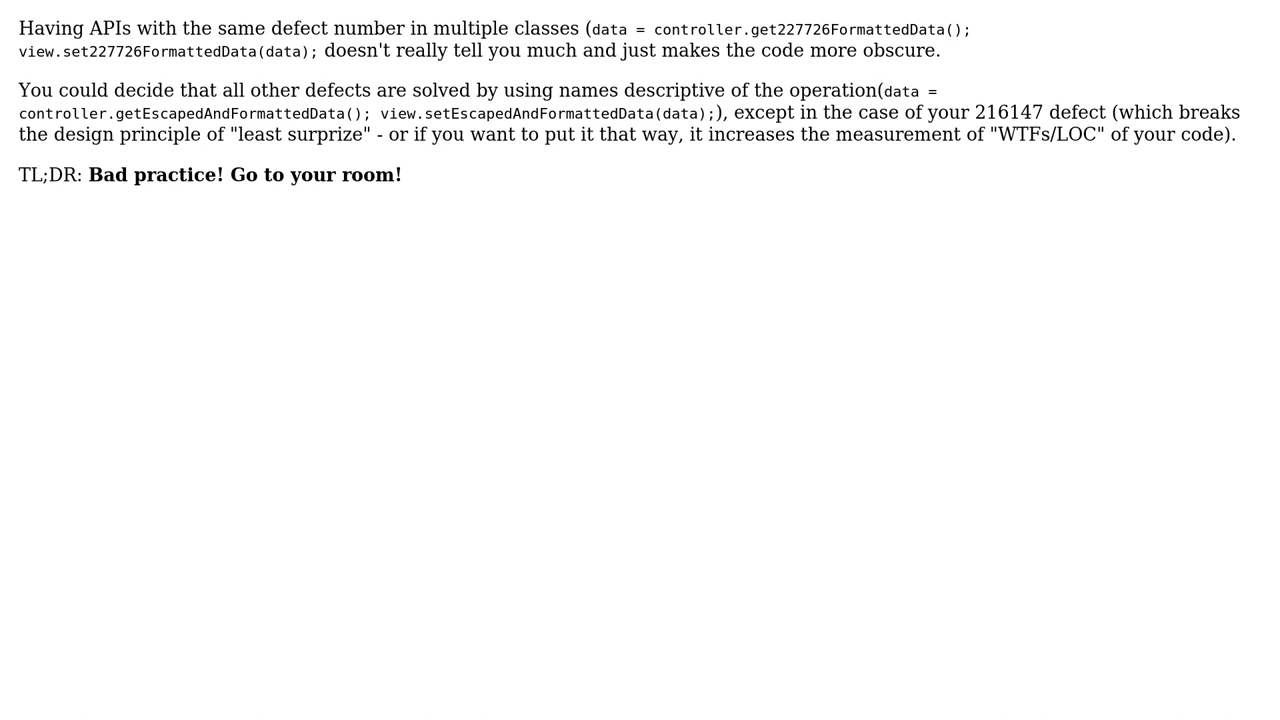 Having APIs with the same defect number in multiple classes (data = controller.get227726FormattedData();
view.set227726FormattedData(data); doesn't really tell you much and just makes the code more obscure.
You could decide that all other defects are solved by using names descriptive of the operation(data =
controller.getEscapedAndFormattedData(); view.setEscapedAndFormattedData(data);), except in the case of your 216147 defect (which breaks
the design principle of "least surprize" - or if you want to put it that way, it increases the measurement of "WTFs/LOC" of your code).
TL;DR: Bad practice! Go to your room!